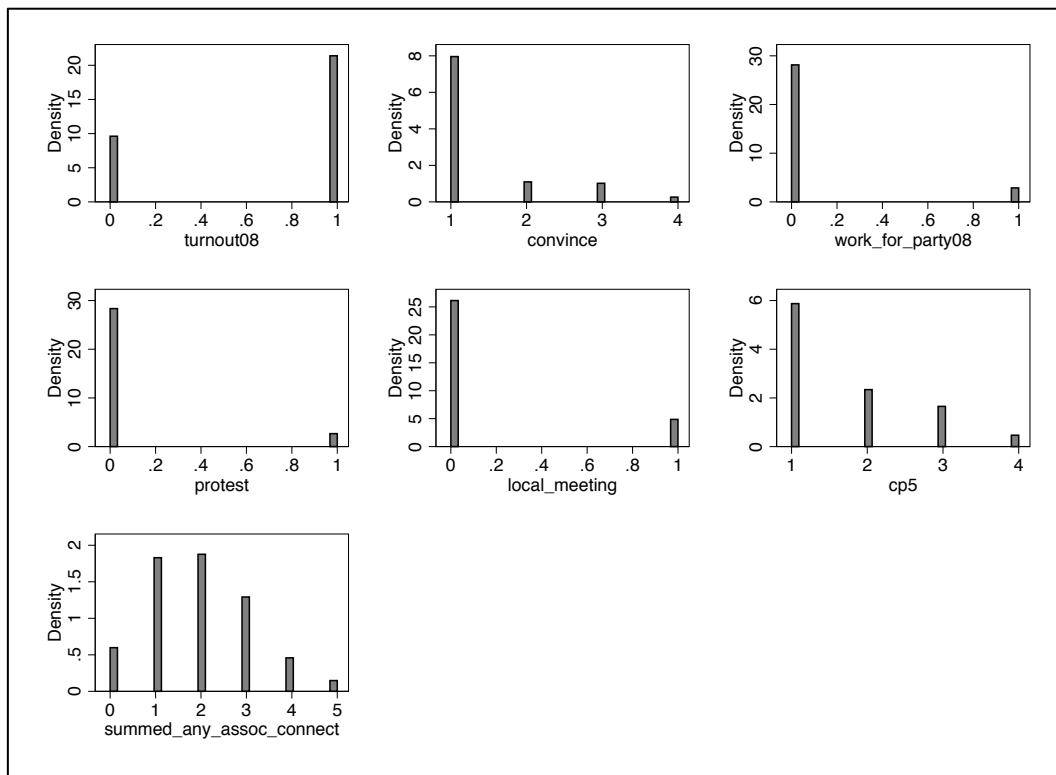 Density
20
15
10
5
0
0 .2 .4 .6 .8 1
turnout08
Density
8
6
4
2
0
1 2 3 4
convince
Density
30
20
10
0
0 .2 .4 .6 .8 1
work_for_party08
Density
30
20
10
0
0 .2 .4 .6 .8 1
protest
Density
25
20
15
10
5
0
0 .2 .4 .6 .8 1
local_meeting
Density
6
4
2
0
1 2 3 4
cp5
Density
2
1.5
1
.5
0
0 1 2 3 4 5
summed_any_assoc_connect